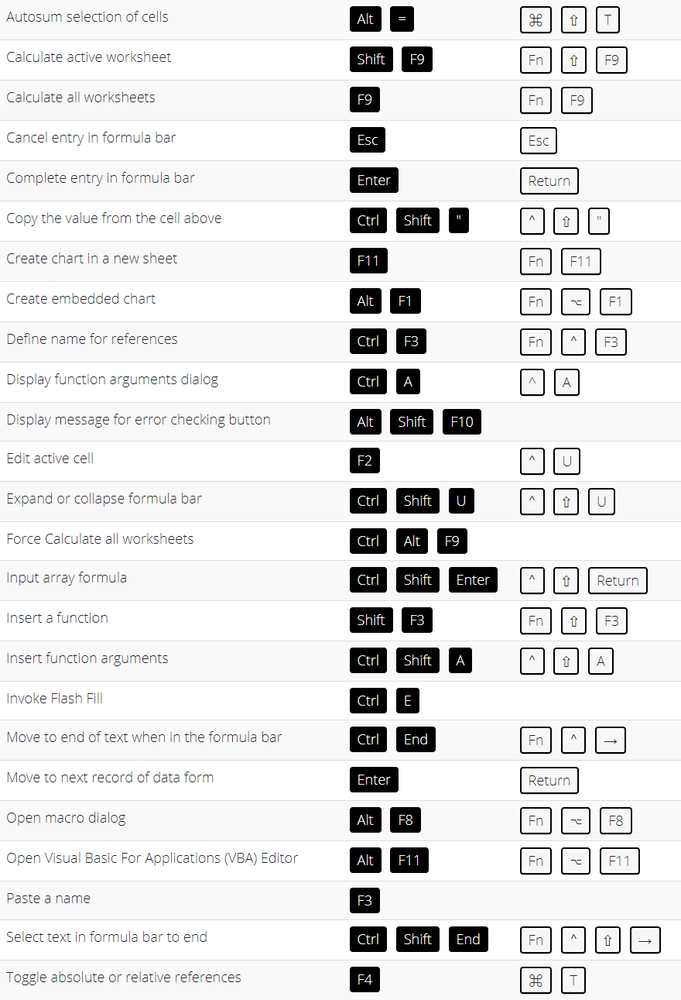 Autosum selection of cells Alt = ⌘ ⇧ T
Calculate active worksheet Shift F9 Fn ⇧ F9
Calculate all worksheets F9 Fn F9
Cancel entry in formula bar Esc Esc
Complete entry in formula bar Enter Return
Copy the value from the cell above Ctrl Shift " ^ ⇧ "
Create chart in a new sheet F11 Fn F11
Create embedded chart Alt F1 Fn ⌥ F1
Define name for references Ctrl F3 Fn ^ F3
Display function arguments dialog Ctrl A ^ A
Display message for error checking button Alt Shift F10
Edit active cell F2 ^ U
Expand or collapse formula bar Ctrl Shift U ^ ⇧ U
Force Calculate all worksheets Ctrl Alt F9
Input array formula Ctrl Shift Enter ^ ⇧ Return
Insert a function Shift F3 Fn ⇧ F3
Insert function arguments Ctrl Shift A ^ ⇧ A
Invoke Flash Fill Ctrl E
Move to end of text when in the formula bar Ctrl End Fn ^ →
Move to next record of data form Enter Return
Open macro dialog Alt F8 Fn ⌥ F8
Open Visual Basic For Applications (VBA) Editor Alt F11 Fn ⌥ F11
Paste a name F3
Select text in formula bar to end Ctrl Shift End Fn ^ ⇧ →
Toggle absolute or relative references F4 ⌘ T